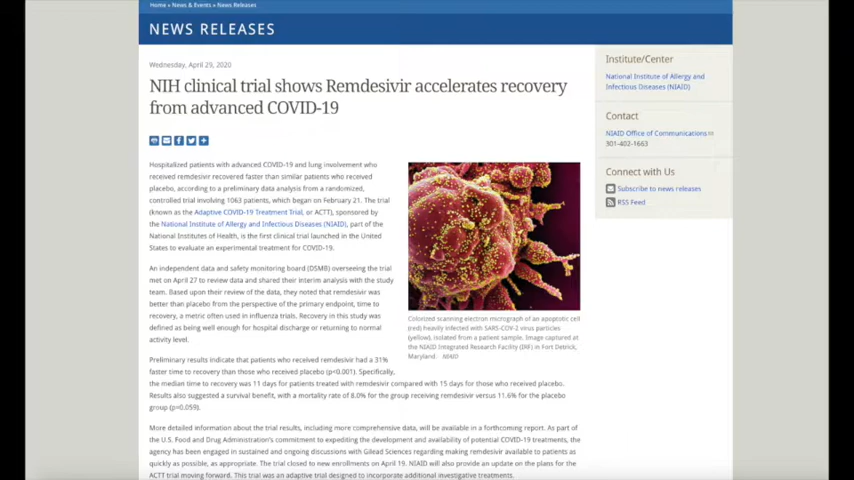 Home » News & Events » News Releases
NEWS RELEASES
Wednesday, April 29, 2020
NIH clinical trial shows Remdesivir accelerates recovery
from advanced COVID-19
Hospitalized patients with advanced COVID-19 and lung involvement who
received remdesivir recovered faster than similar patients who received
placebo, according to a preliminary data analysis from a randomized,
controlled trial involving 1063 patients, which began on February 21. The trial
(known as the Adaptive COVID-19 Treatment Trial, or ACTT), sponsored by
the National Institute of Allergy and Infectious Diseases (NIAID), part of the
National Institutes of Health, is the first clinical trial launched in the United
States to evaluate an experimental treatment for COVID-19.
An independent data and safety monitoring board (DSMB) overseeing the trial
met on April 27 to review data and shared their interim analysis with the study
team. Based upon their review of the data, they noted that remdesivir was
better than placebo from the perspective of the primary endpoint, time to
recovery, a metric often used in influenza trials. Recovery in this study was
defined as being well enough for hospital discharge or returning to normal
activity level.
Preliminary results indicate that patients who received remdesivir had a 31%
faster time to recovery than those who received placebo (p<0.001). Specifically,
the median time to recovery was 11 days for patients treated with remdesivir compared with 15 days for those who received placebo.
Results also suggested a survival benefit, with a mortality rate of 8.0% for the group receiving remdesivir versus 11.6% for the placebo
group (p=0.059).
More detailed information about the trial results, including more comprehensive data, will be available in a forthcoming report. As part of
the U.S. Food and Drug Administration's commitment to expediting the development and availability of potential COVID-19 treatments, the
agency has been engaged in sustained and ongoing discussions with Gilead Sciences regarding making remdesivir available to patients as
quickly as possible, as appropriate. The trial closed to new enrollments on April 19. NIAID will also provide an update on the plans for the
ACTT trial moving forward. This trial was an adaptive trial designed to incorporate additional investigative treatments.
Colorized scanning electron micrograph of an apoptotic cell
(red) heavily infected with SARS-COV-2 virus particles
(yellow), isolated from a patient sample. Image captured at
the NIAID Integrated Research Facility (IRF) in Fort Detrick,
Maryland. NIAID
Institute/Center
National Institute of Allergy and
Infectious Diseases (NIAID)
Contact
NIAID Office of Communications
301-402-1663
Connect with Us
Subscribe to news releases
RSS Feed